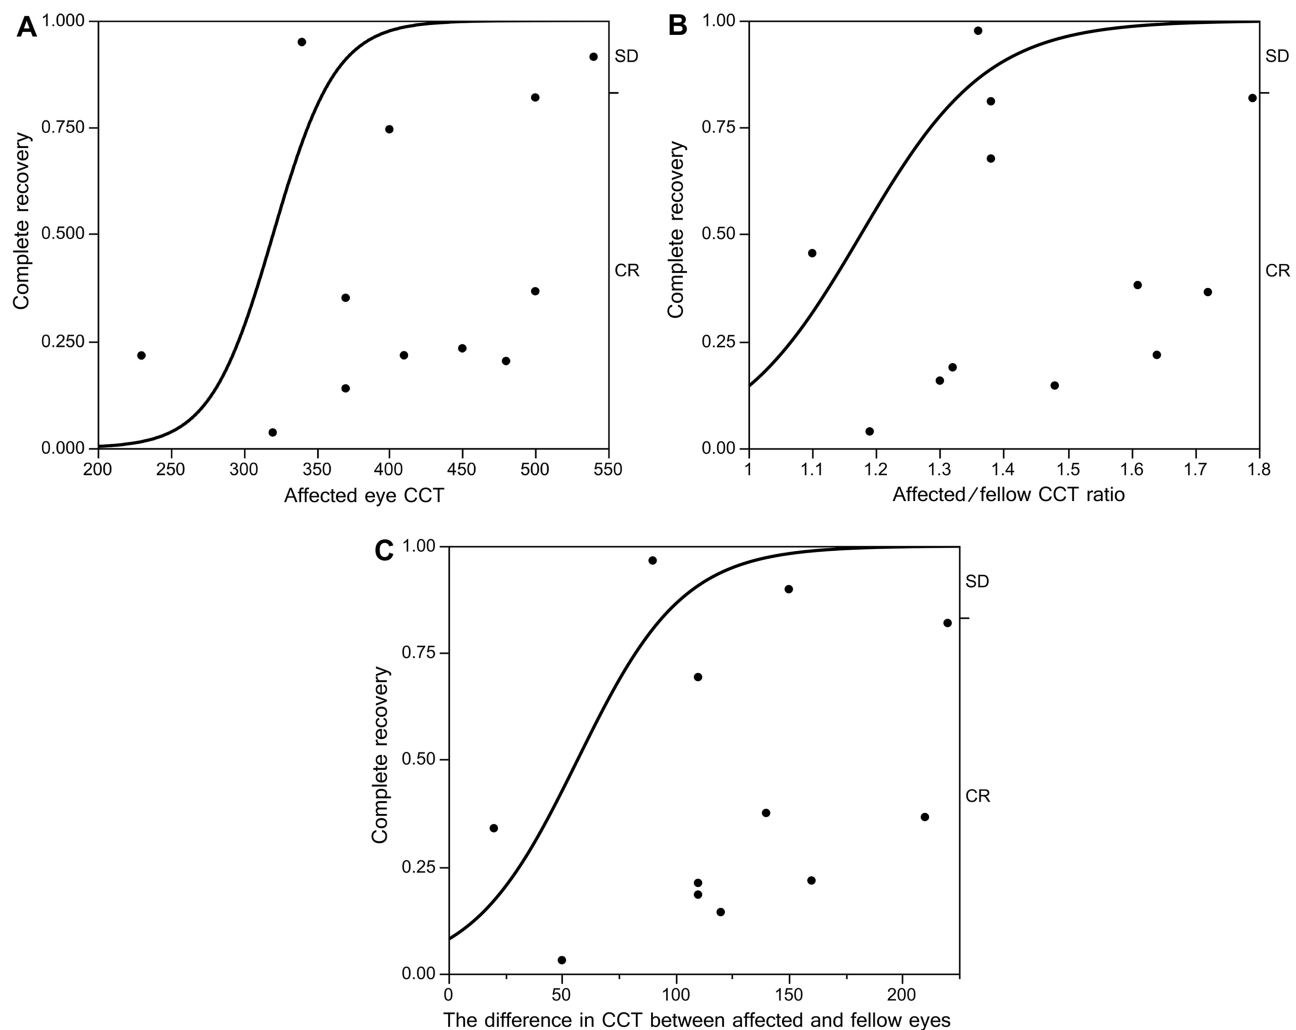 A
1.000
0.750
0.500
0.250
0.000
Complete recovery
SD
CR
200 250 300 350 400 450 500 550
Affected eye CCT
B
1.00
0.75
0.50
0.25
0.00
Complete recovery
SD
CR
1 1.1 1.2 1.3 1.4 1.5 1.6 1.7 1.8
Affected/fellow CCT ratio
C
1.00
0.75
0.50
0.25
0.00
Complete recovery
SD
CR
0 50 100 150 200
The difference in CCT between affected and fellow eyes